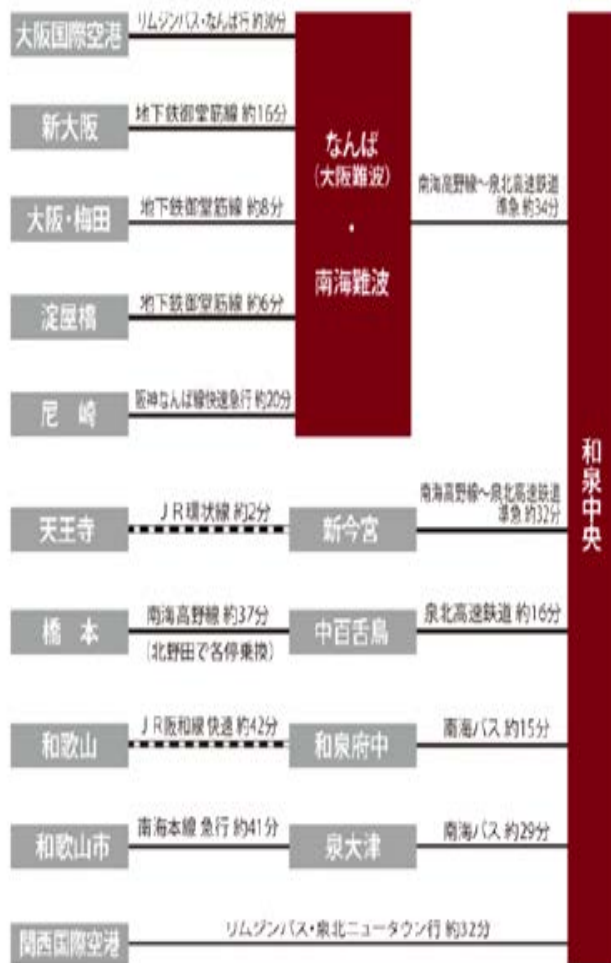 大阪国際空港
リムジンバス・なんば行 約30分
新大阪
地下鉄御堂筋線 約16分
大阪・梅田
地下鉄御堂筋線 約8分
淀屋橋
地下鉄御堂筋線 約6分
尼崎
阪神なんば線快速急行 約20分
なんば
(大阪難波)
・
南海難波
南海高野線～泉北高速鉄道
準急 約34分
天王寺
JR環状線 約2分
新今宮
南海高野線～泉北高速鉄道
準急 約32分
橋本
南海高野線 約37分
(北野田で各停乗換)
中百舌鳥
泉北高速鉄道 約16分
和歌山
JR阪和線 快速 約42分
和泉府中
南海バス 約15分
和歌山市
南海本線 急行 約41分
泉大津
南海バス 約29分
関西国際空港
リムジンバス・泉北ニュータウン行 約32分
和泉中央